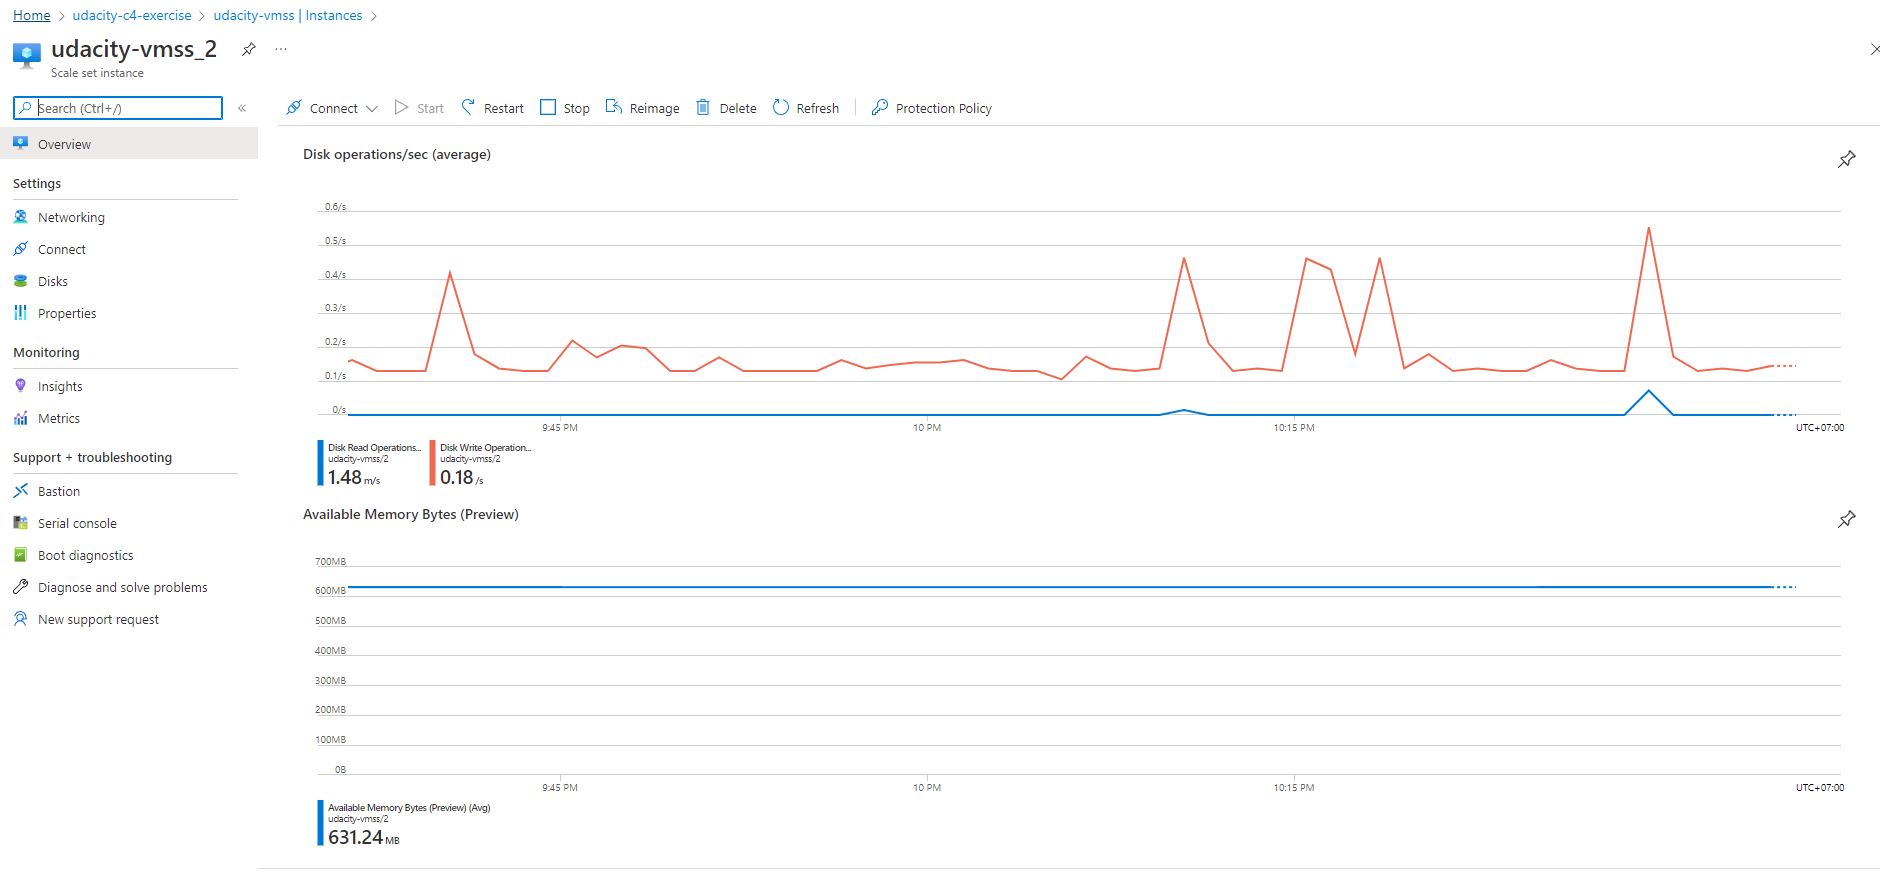 Home > udacity-c4-exercise > udacity-vmss | Instances >
udacity-vmss_2 ...
Scale set instance
Search (Ctrl+/) «
Connect Start Restart Stop Reimage Delete Refresh Protection Policy
Overview
Settings
Networking
Connect
Disks
Properties
Monitoring
Insights
Metrics
Support + troubleshooting
Bastion
Serial console
Boot diagnostics
Diagnose and solve problems
New support request
Disk operations/sec (average)
0.6/s
0.5/s
0.4/s
0.3/s
0.2/s
0.1/s
0/s
9:45 PM 10 PM 10:15 PM UTC+07:00
Disk Read Operations...
udacity-vmss/2
1.48 m/s
Disk Write Operation...
udacity-vmss/2
0.18 /s
Available Memory Bytes (Preview)
700MB
600MB
500MB
400MB
300MB
200MB
100MB
0B
9:45 PM 10 PM 10:15 PM UTC+07:00
Available Memory Bytes (Preview) (Avg)
udacity-vmss/2
631.24 MB